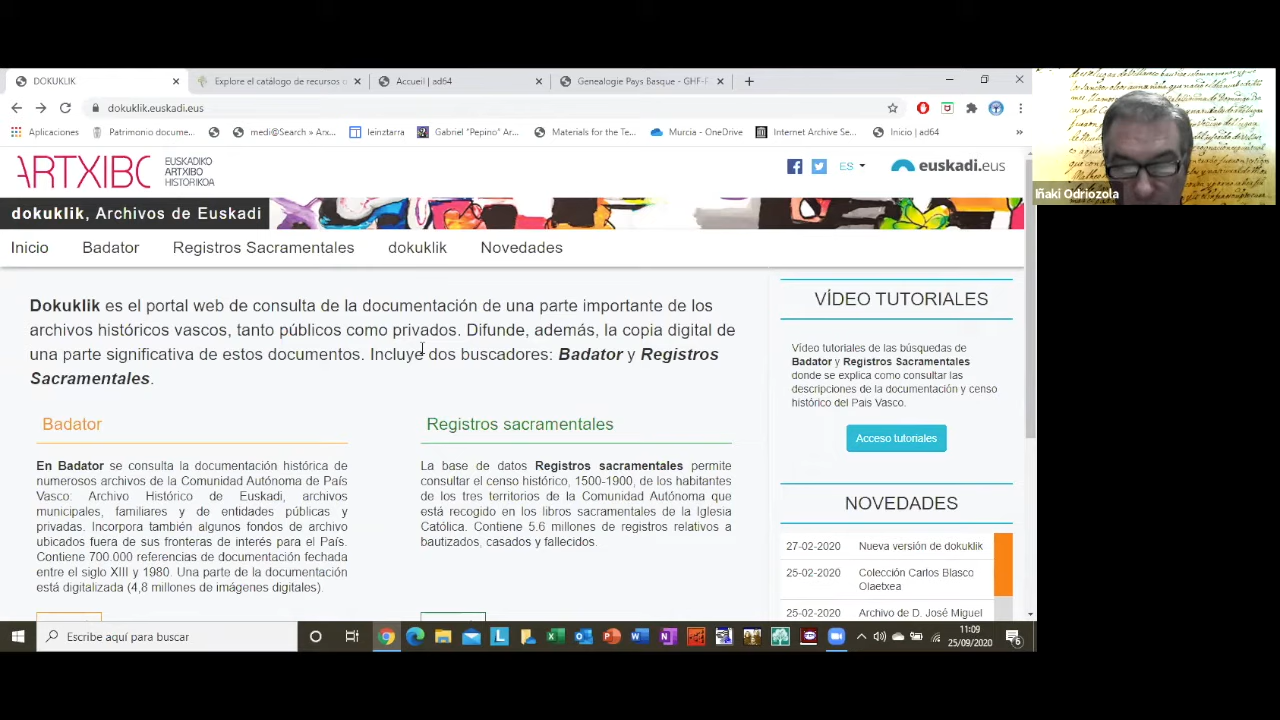 DOKUKLIK
Explore el catálogo de recursos o
Accueil | ad64
Genealogie Pays Basque - GHF-P
dokuklik.euskadi.eus
Aplicaciones
Patrimonio docume...
medi@Search » Arx...
leinztarra
Gabriel "Pepino" Ar...
Materials for the Te...
Murcia - OneDrive
Internet Archive Se...
Inicio | ad64
»
ARTXIBO
EUSKADIKO
ARTXIBO
HISTORIKOA
ES
euskadi.eus
dokuklik, Archivos de Euskadi
Inicio
Badator
Registros Sacramentales
dokuklik
Novedades
Dokuklik es el portal web de consulta de la documentación de una parte importante de los
archivos históricos vascos, tanto públicos como privados. Difunde, además, la copia digital de
una parte significativa de estos documentos. Incluye dos buscadores: Badator y Registros
Sacramentales.
Badator
En Badator se consulta la documentación histórica de
numerosos archivos de la Comunidad Autónoma de País
Vasco: Archivo Histórico de Euskadi, archivos
municipales, familiares y de entidades públicas y
privadas. Incorpora también algunos fondos de archivo
ubicados fuera de sus fronteras de interés para el País.
Contiene 700.000 referencias de documentación fechada
entre el siglo XIII y 1980. Una parte de la documentación
está digitalizada (4,8 millones de imágenes digitales).
Registros sacramentales
La base de datos Registros sacramentales permite
consultar el censo histórico, 1500-1900, de los habitantes
de los tres territorios de la Comunidad Autónoma que
está recogido en los libros sacramentales de la Iglesia
Católica. Contiene 5.6 millones de registros relativos a
bautizados, casados y fallecidos.
VÍDEO TUTORIALES
Vídeo tutoriales de las búsquedas de
Badator y Registros Sacramentales
donde se explica como consultar las
descripciones de la documentación y censo
histórico del Pais Vasco.
Acceso tutoriales
NOVEDADES
27-02-2020 Nueva versión de dokuklik
25-02-2020 Colección Carlos Blasco
Olaetxea
25-02-2020 Archivo de D. José Miguel
Iñaki Odriozola
Escribe aquí para buscar
11:09
25/09/2020
6